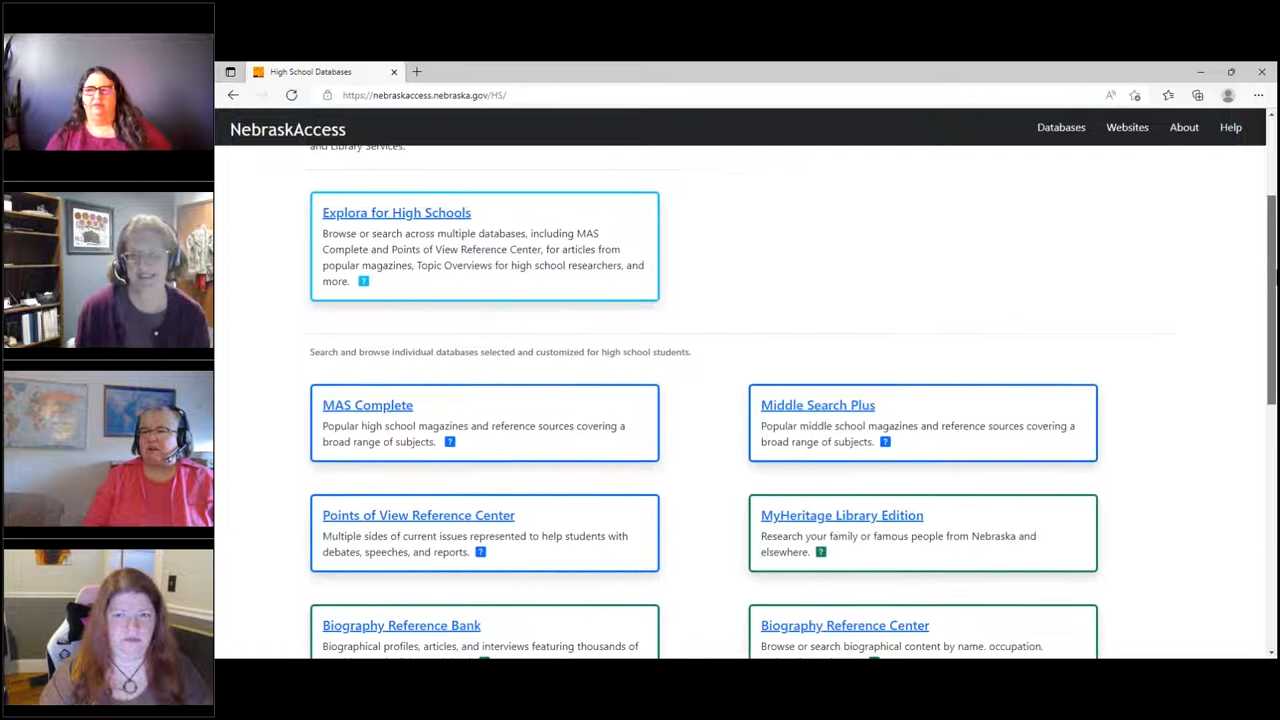 High School Databases
https://nebraskaccess.nebraska.gov/HS/
NebraskAccess
Databases
Websites
About
Help
and Library Services.
Explora for High Schools
Browse or search across multiple databases, including MAS
Complete and Points of View Reference Center, for articles from
popular magazines, Topic Overviews for high school researchers, and
more. ?
Search and browse individual databases selected and customized for high school students.
MAS Complete
Popular high school magazines and reference sources covering a
broad range of subjects. ?
Middle Search Plus
Popular middle school magazines and reference sources covering a
broad range of subjects. ?
Points of View Reference Center
Multiple sides of current issues represented to help students with
debates, speeches, and reports. ?
MyHeritage Library Edition
Research your family or famous people from Nebraska and
elsewhere. ?
Biography Reference Bank
Biographical profiles, articles, and interviews featuring thousands of
Biography Reference Center
Browse or search biographical content by name, occupation,